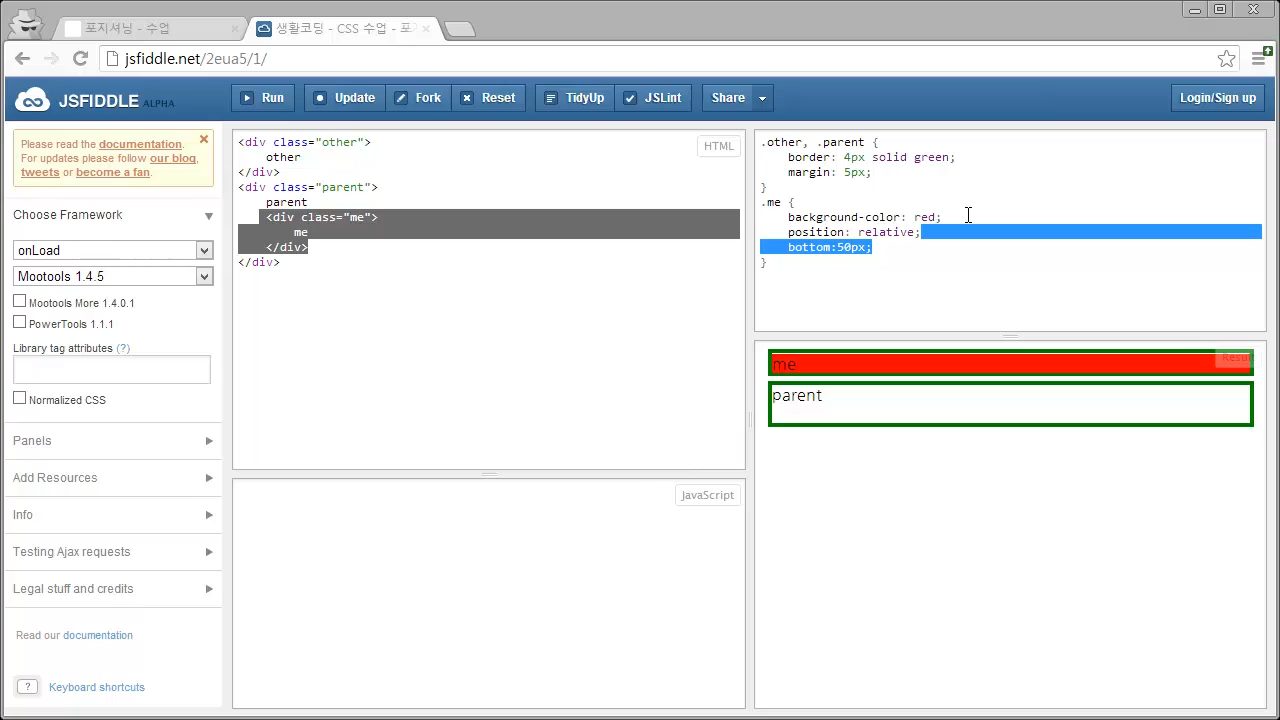 포지셔닝 - 수업
생활코딩 - CSS 수업 - 포
jsfiddle.net/2eua5/1/
JSFIDDLE ALPHA
Run
Update
Fork
Reset
TidyUp
JSLint
Share
Login/Sign up
Please read the documentation.
For updates please follow our blog,
tweets or become a fan.
Choose Framework
onLoad
Mootools 1.4.5
Mootools More 1.4.0.1
PowerTools 1.1.1
Library tag attributes (?)
Normalized CSS
Panels
Add Resources
Info
Testing Ajax requests
Legal stuff and credits
Read our documentation
? Keyboard shortcuts
HTML
<div class="other">
other
</div>
<div class="parent">
parent
<div class="me">
me
</div>
</div>
JavaScript
.other, .parent {
border: 4px solid green;
margin: 5px;
}
.me {
background-color: red;
position: relative;
bottom:50px;
}
Result
me
parent